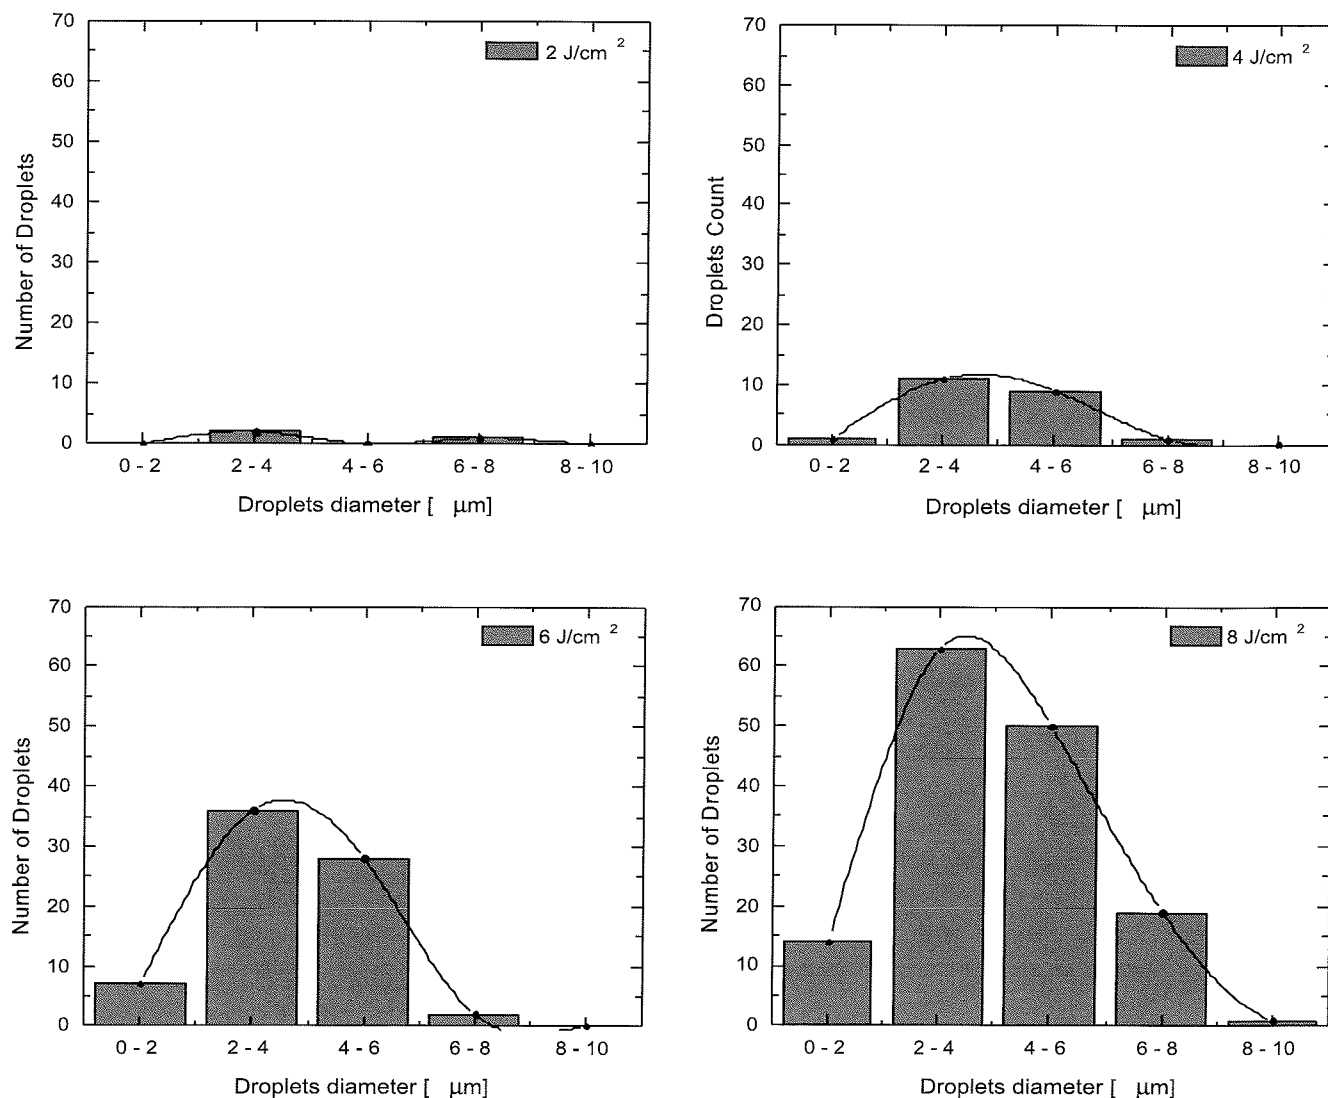 70
60
50
40
30
20
10
0
Number of Droplets
2 J/cm 2
0 - 2 2 - 4 4 - 6 6 - 8 8 - 10
Droplets diameter [ μm]
70
60
50
40
30
20
10
0
Droplets Count
4 J/cm 2
0 - 2 2 - 4 4 - 6 6 - 8 8 - 10
Droplets diameter [ μm]
70
60
50
40
30
20
10
0
Number of Droplets
6 J/cm 2
0 - 2 2 - 4 4 - 6 6 - 8 8 - 10
Droplets diameter [ μm]
70
60
50
40
30
20
10
0
Number of Droplets
8 J/cm 2
0 - 2 2 - 4 4 - 6 6 - 8 8 - 10
Droplets diameter [ μm]